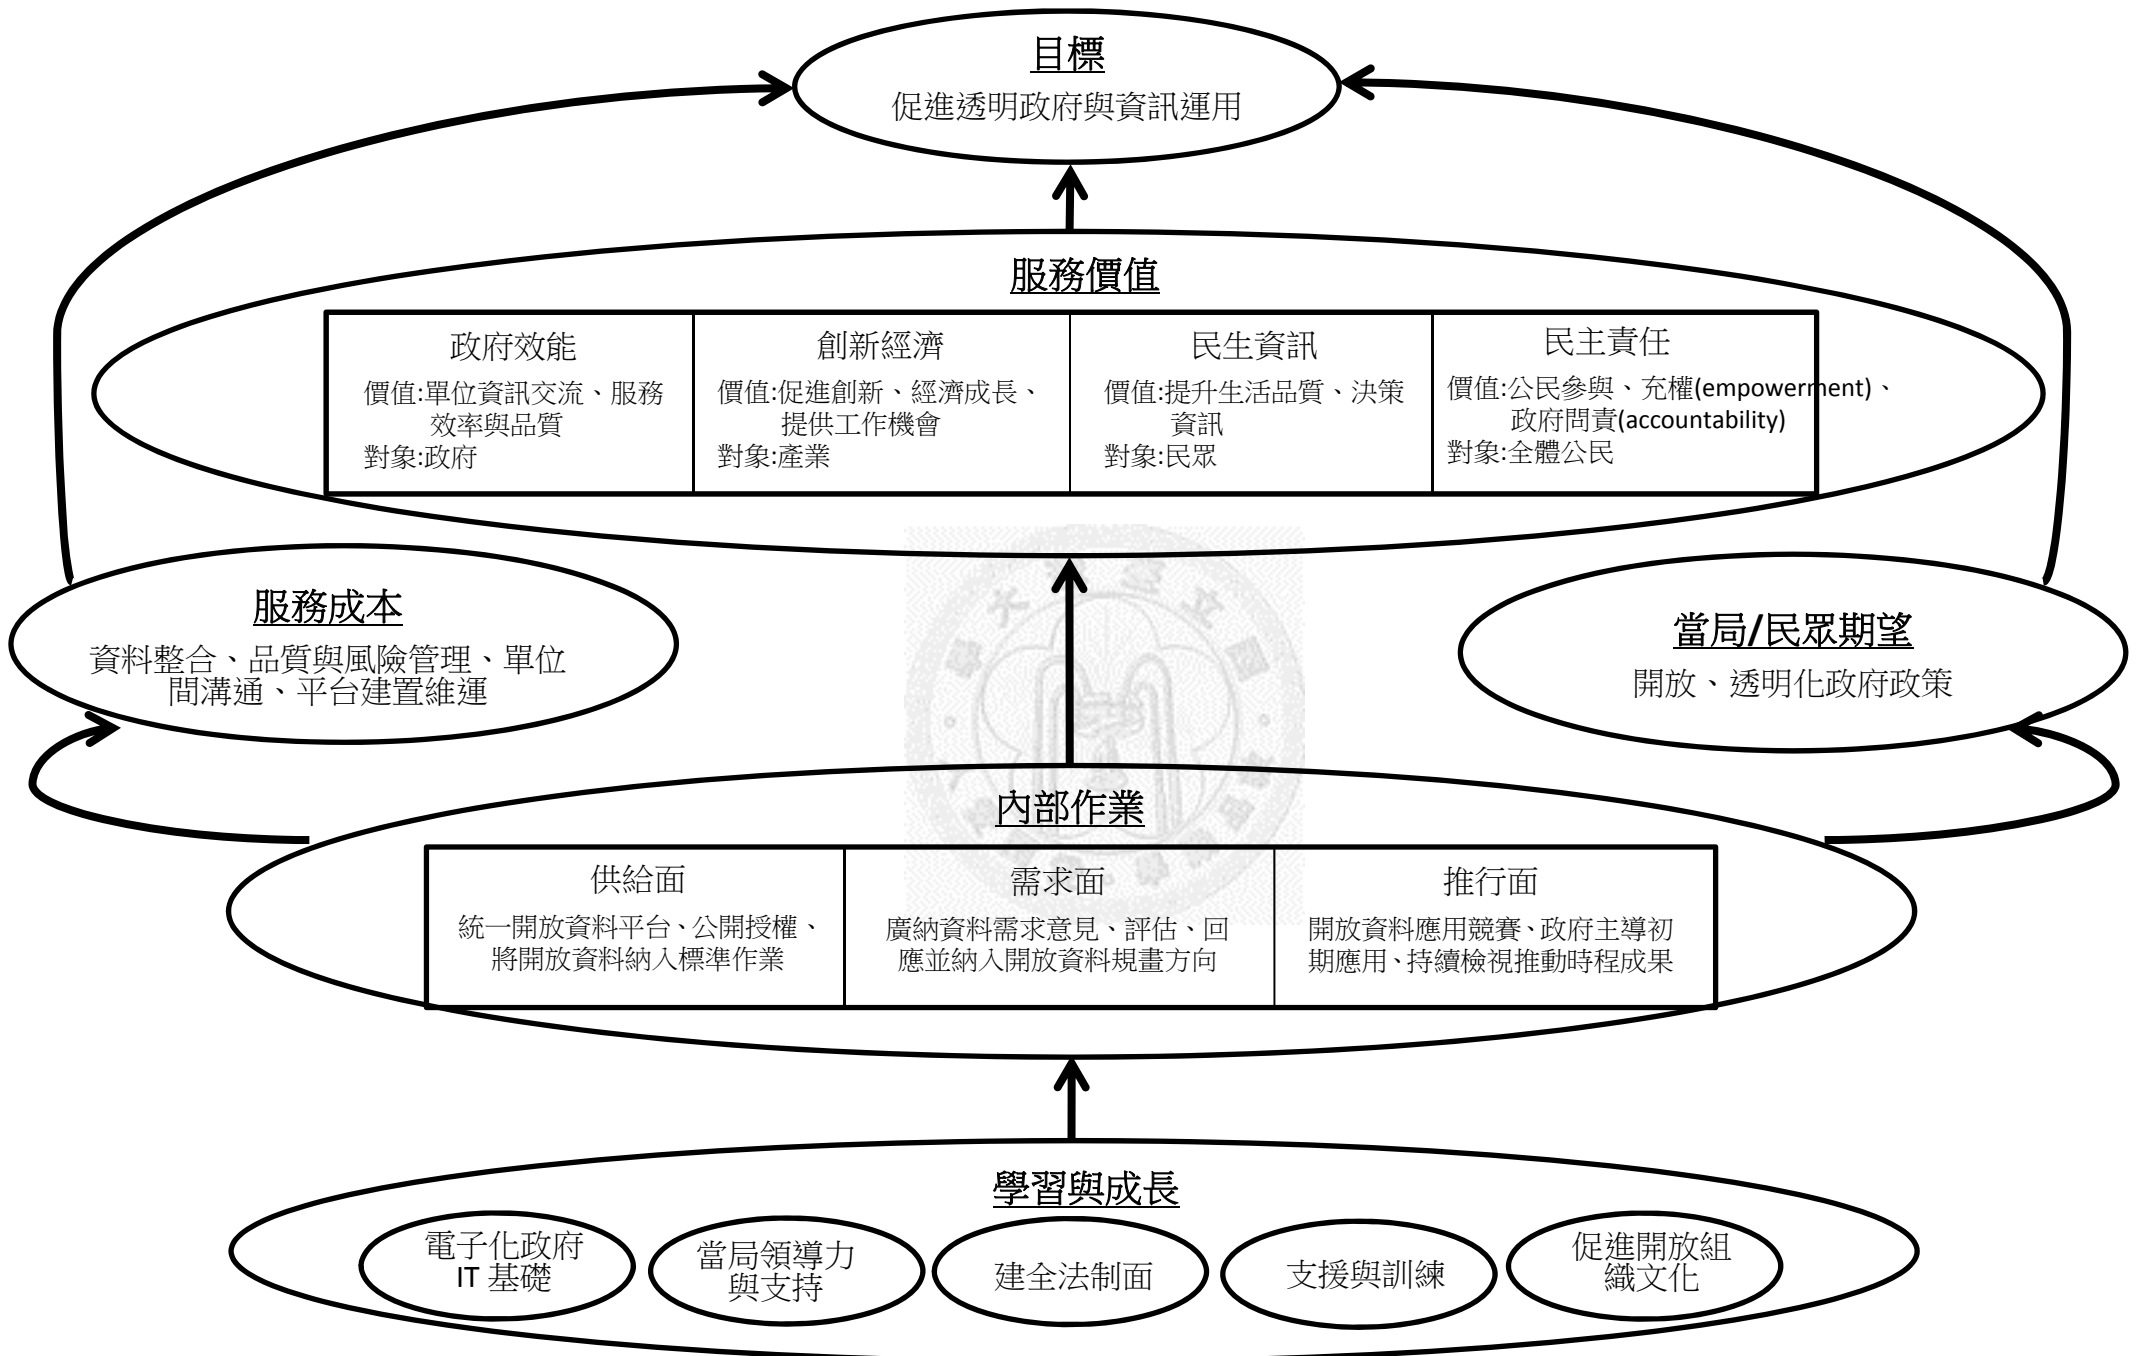 目標
促進透明政府與資訊運用
服務價值
政府效能
價值:單位資訊交流、服務
效率與品質
對象:政府
創新經濟
價值:促進創新、經濟成長、
提供工作機會
對象:產業
民生資訊
價值:提升生活品質、決策
資訊
對象:民眾
民主責任
價值:公民參與、充權(empowerment)、
政府問責(accountability)
對象:全體公民
服務成本
資料整合、品質與風險管理、單位
間溝通、平台建置維運
當局/民眾期望
開放、透明化政府政策
內部作業
供給面
統一開放資料平台、公開授權、
將開放資料納入標準作業
需求面
廣納資料需求意見、評估、回
應並納入開放資料規畫方向
推行面
開放資料應用競賽、政府主導初
期應用、持續檢視推動時程成果
學習與成長
電子化政府
IT 基礎
當局領導力
與支持
建全法制面
支援與訓練
促進開放組
織文化